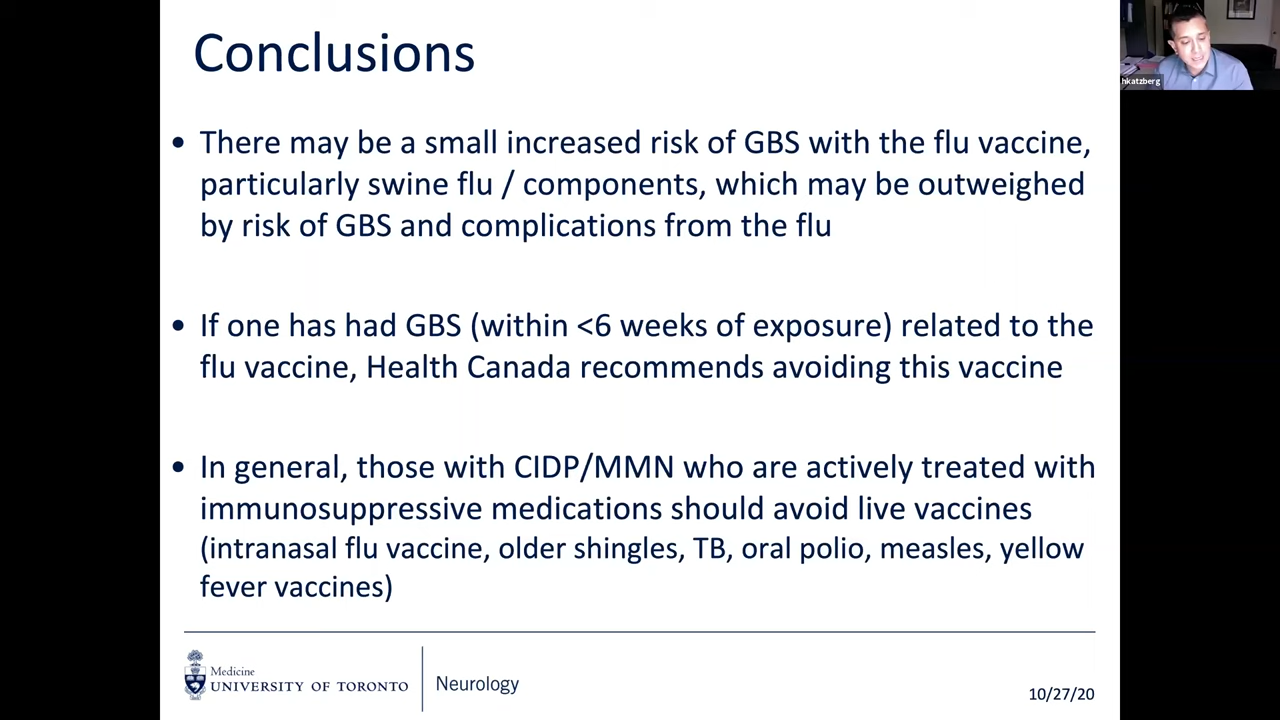 Conclusions
hkatzberg
• There may be a small increased risk of GBS with the flu vaccine,
particularly swine flu / components, which may be outweighed
by risk of GBS and complications from the flu
• If one has had GBS (within <6 weeks of exposure) related to the
flu vaccine, Health Canada recommends avoiding this vaccine
• In general, those with CIDP/MMN who are actively treated with
immunosuppressive medications should avoid live vaccines
(intranasal flu vaccine, older shingles, TB, oral polio, measles, yellow
fever vaccines)
Medicine
UNIVERSITY OF TORONTO
Neurology
10/27/20